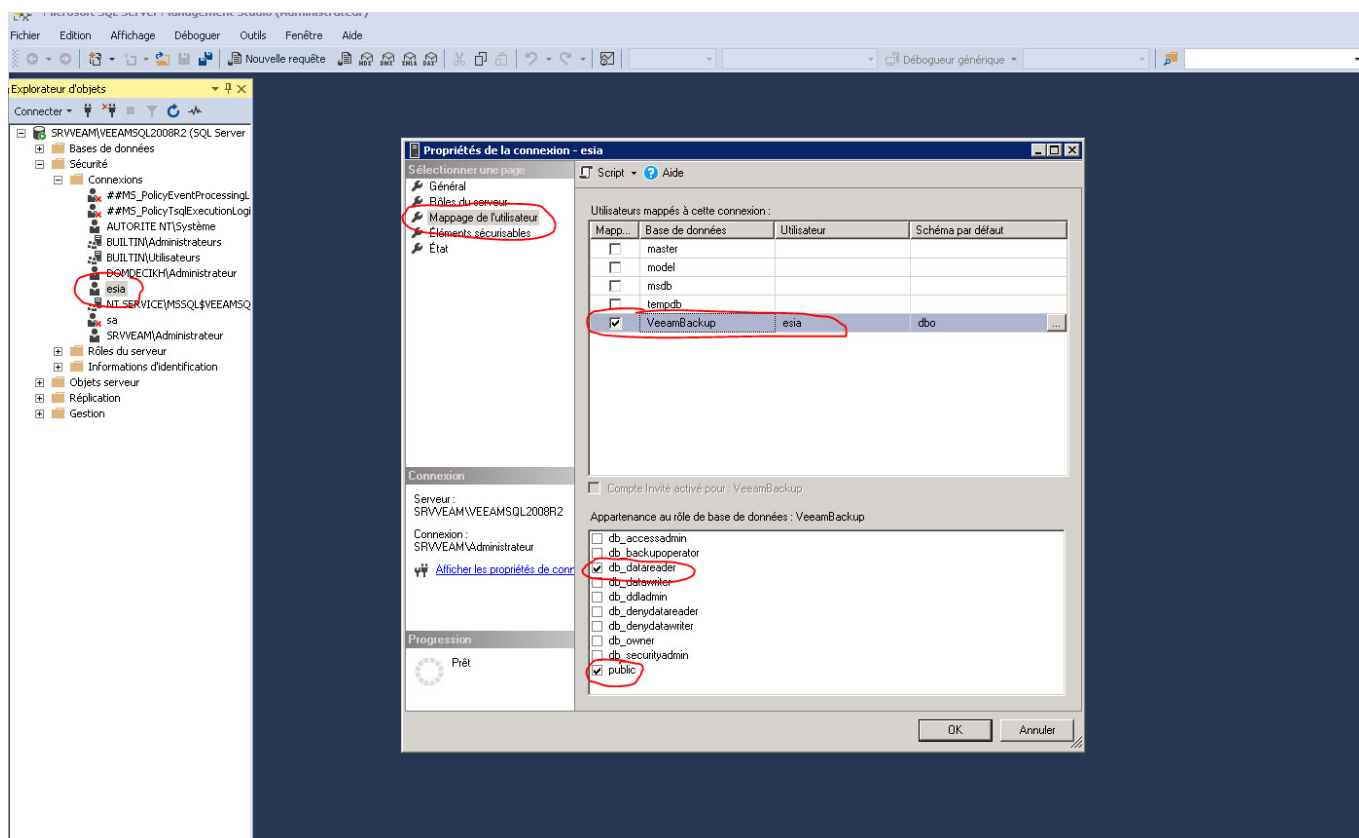 Microsoft SQL Server Management Studio (Administrateur)
Fichier Edition Affichage Déboguer Outils Fenêtre Aide
Nouvelle requête MDX DMX XMLA DAX Débogueur générique
Explorateur d'objets
Connecter
SRVVEAM\VEEAMSQL2008R2 (SQL Server
Bases de données
Sécurité
Connexions
##MS_PolicyEventProcessingL
##MS_PolicyTsqlExecutionLogi
AUTORITE NT\Système
BUILTIN\Administrateurs
BUILTIN\Utilisateurs
DOMDECIKH\Administrateur
esia
NT SERVICE\MSSQL$VEEAMSQ
sa
SRVVEAM\Administrateur
Rôles du serveur
Informations d'identification
Objets serveur
Réplication
Gestion
Propriétés de la connexion - esia
Sélectionner une page
Général
Rôles du serveur
Mappage de l'utilisateur
Éléments sécurisables
État
Connexion
Serveur :
SRVVEAM\VEEAMSQL2008R2
Connexion :
SRVVEAM\Administrateur
Afficher les propriétés de conr
Progression
Prêt
Script Aide
Utilisateurs mappés à cette connexion :
Mapp... Base de données Utilisateur Schéma par défaut
master
model
msdb
tempdb
VeeamBackup esia dbo ...
Compte Invité activé pour : VeeamBackup
Appartenance au rôle de base de données : VeeamBackup
db_accessadmin
db_backupoperator
db_datareader
db_datawriter
db_ddladmin
db_denydatareader
db_denydatawriter
db_owner
db_securityadmin
public
OK Annuler